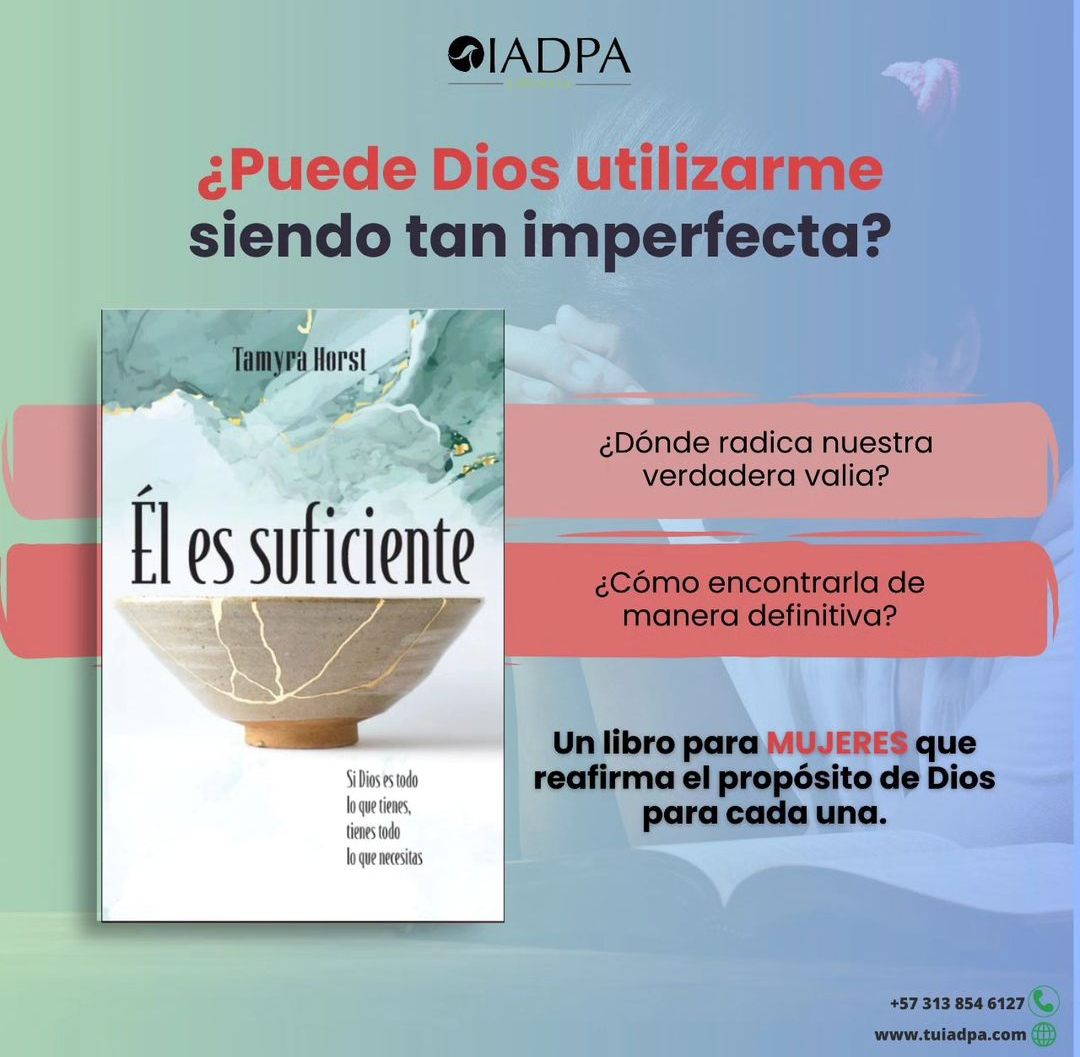 IADPA
¿Puede Dios utilizarme
siendo tan imperfecta?
Tamyra Horst
Él es suficiente
Si Dios es todo
lo que tienes,
tienes todo
lo que necesitas
¿Dónde radica nuestra
verdadera valia?
¿Cómo encontrarla de
manera definitiva?
Un libro para MUJERES que
reafirma el propósito de Dios
para cada una.
+57 313 854 6127
www.tuiadpa.com